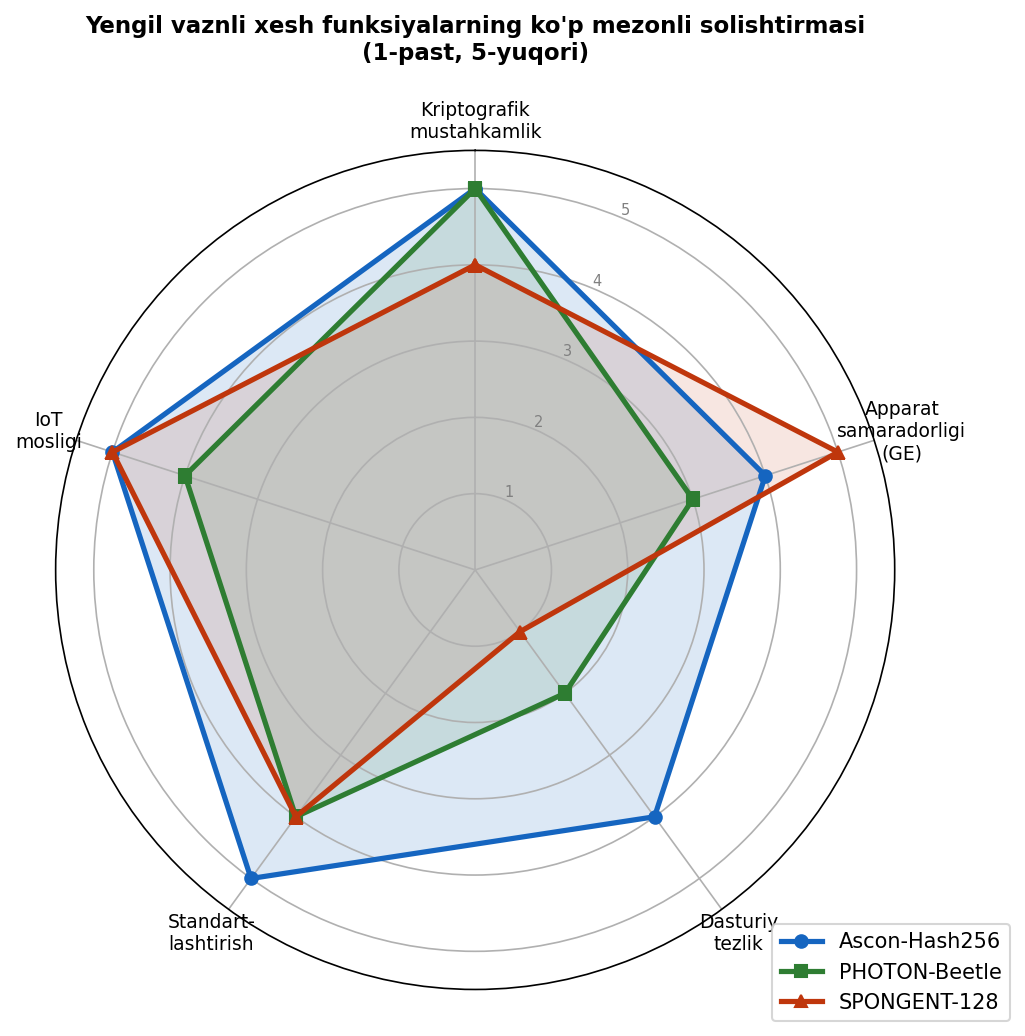 Yengil vaznli xesh funksiyalarning ko'p mezonli solishtirmasi
(1-past, 5-yuqori)
Kriptografik
mustahkamlik
5
4
3
2
1
Apparat
samaradorligi
(GE)
IoT
mosligi
Standart-
lashtirish
Dasturiy
tezlik
Ascon-Hash256
PHOTON-Beetle
SPONGENT-128